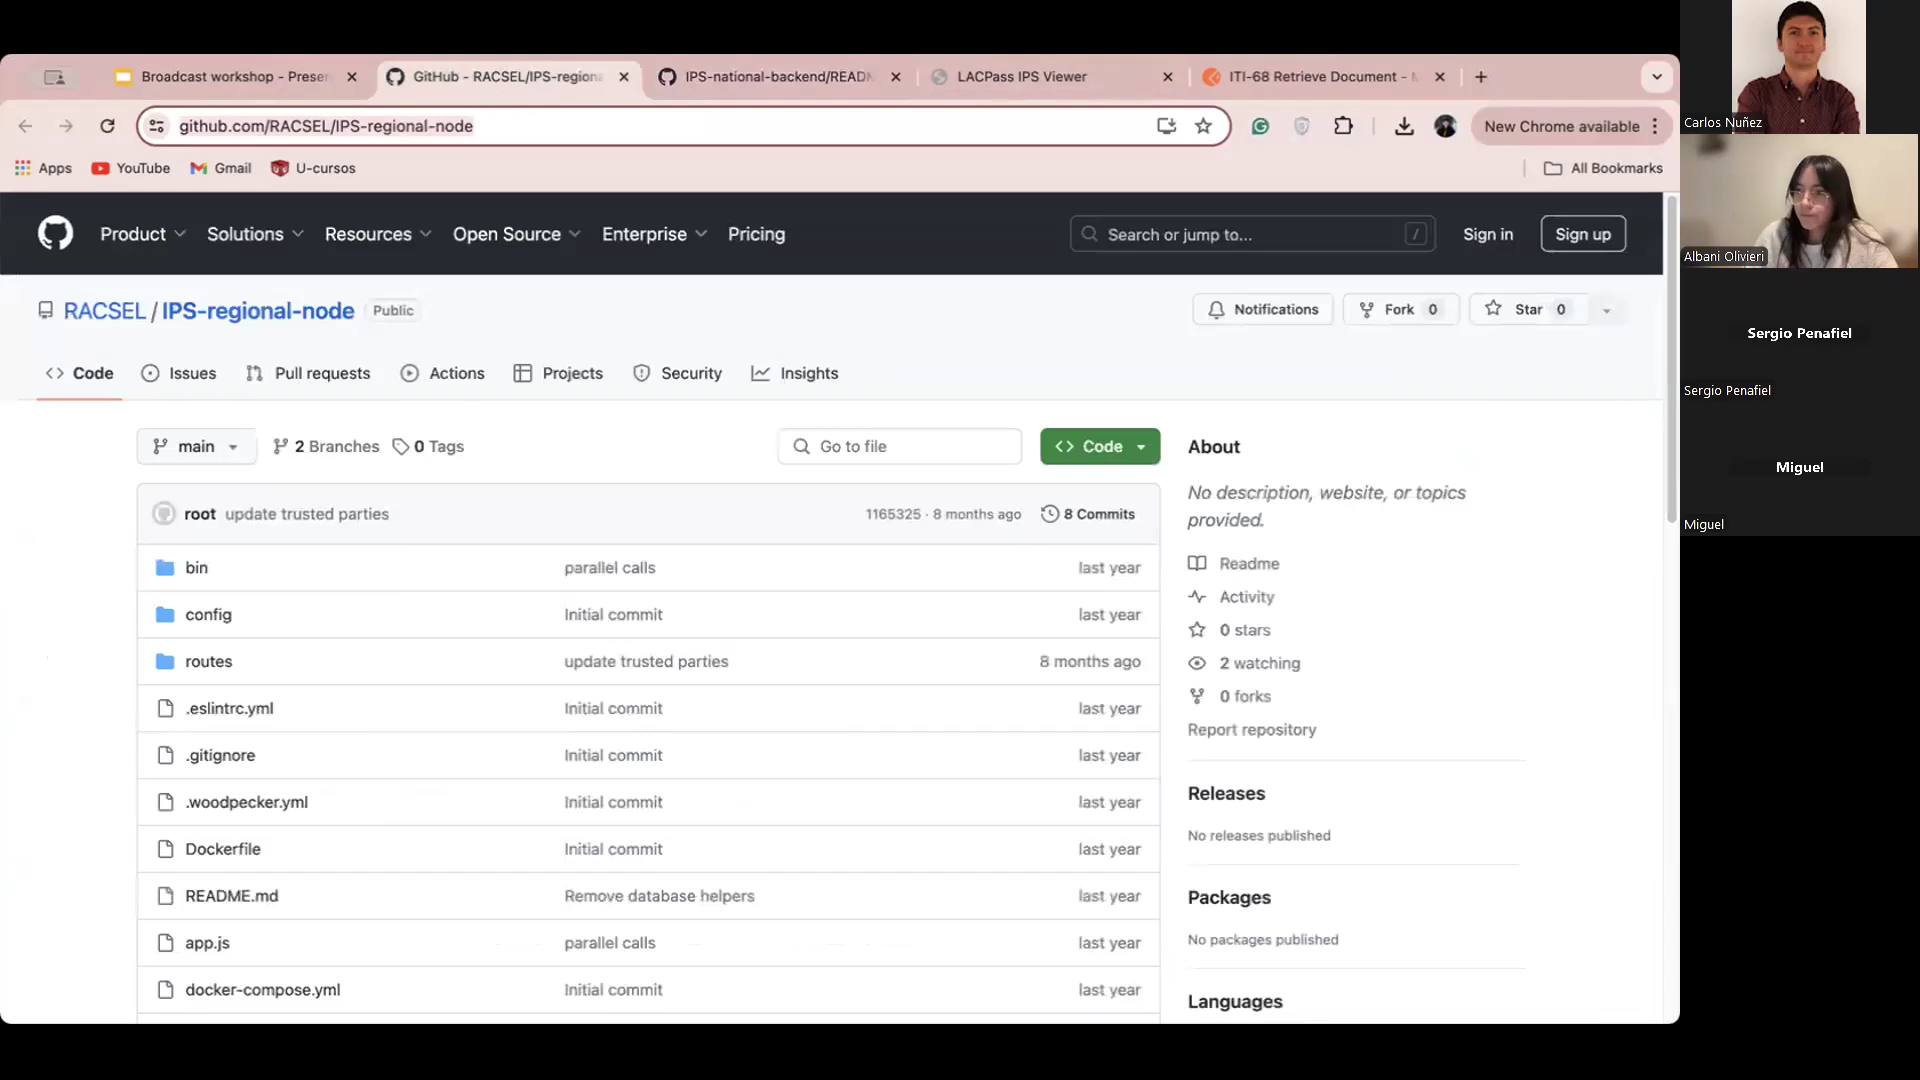 Broadcast workshop - Presen
GitHub - RACSEL/IPS-regiona
IPS-national-backend/READM
LACPass IPS Viewer
ITI-68 Retrieve Document - M
github.com/RACSEL/IPS-regional-node
New Chrome available
Apps
YouTube
Gmail
U-cursos
All Bookmarks
Product
Solutions
Resources
Open Source
Enterprise
Pricing
Search or jump to...
/
Sign in
Sign up
RACSEL / IPS-regional-node
Public
Notifications
Fork 0
Star 0
Code
Issues
Pull requests
Actions
Projects
Security
Insights
main
2 Branches
0 Tags
Go to file
Code
root update trusted parties 1165325 · 8 months ago 8 Commits
bin parallel calls last year
config Initial commit last year
routes update trusted parties 8 months ago
.eslintrc.yml Initial commit last year
.gitignore Initial commit last year
.woodpecker.yml Initial commit last year
Dockerfile Initial commit last year
README.md Remove database helpers last year
app.js parallel calls last year
docker-compose.yml Initial commit last year
About
No description, website, or topics
provided.
Readme
Activity
0 stars
2 watching
0 forks
Report repository
Releases
No releases published
Packages
No packages published
Languages
Carlos Nuñez
Albani Olivieri
Sergio Penafiel
Sergio Penafiel
Miguel
Miguel